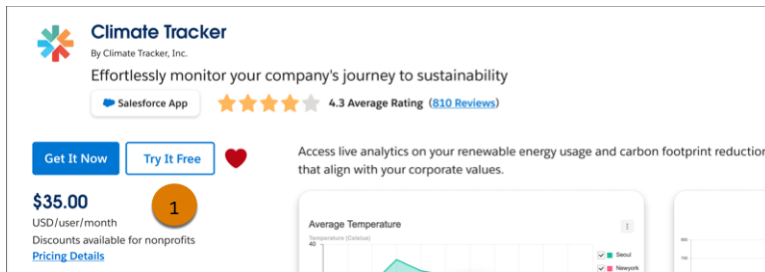 Climate Tracker
By Climate Tracker, Inc.
Effortlessly monitor your company's journey to sustainability
Salesforce App
4.3 Average Rating (810 Reviews)
Get It Now
Try It Free
Access live analytics on your renewable energy usage and carbon footprint reduction
that align with your corporate values.
$35.00
1
USD/user/month
Discounts available for nonprofits
Pricing Details
Average Temperature
Temperature (Celsius)
40
Seoul
Newyork